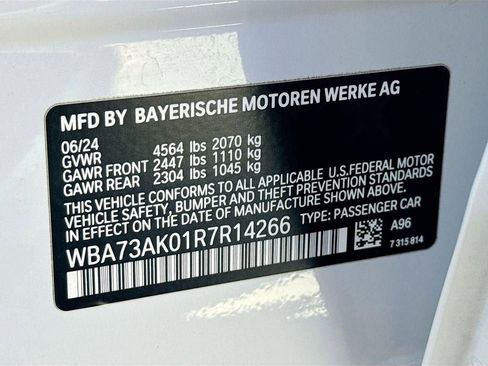 MFD BY BAYERISCHE MOTOREN WERKE AG
06/24
GVWR 4564 lbs 2070 kg
GAWR FRONT 2447 lbs 1110 kg
GAWR REAR 2304 lbs 1045 kg
THIS VEHICLE CONFORMS TO ALL APPLICABLE U.S.FEDERAL MOTOR
VEHICLE SAFETY, BUMPER AND THEFT PREVENTION STANDARDS
IN EFFECT ON THE DATE OF MANUFACTURE SHOWN ABOVE.
WBA73AK01R7R14266 TYPE: PASSENGER CAR
A96
7 315 814